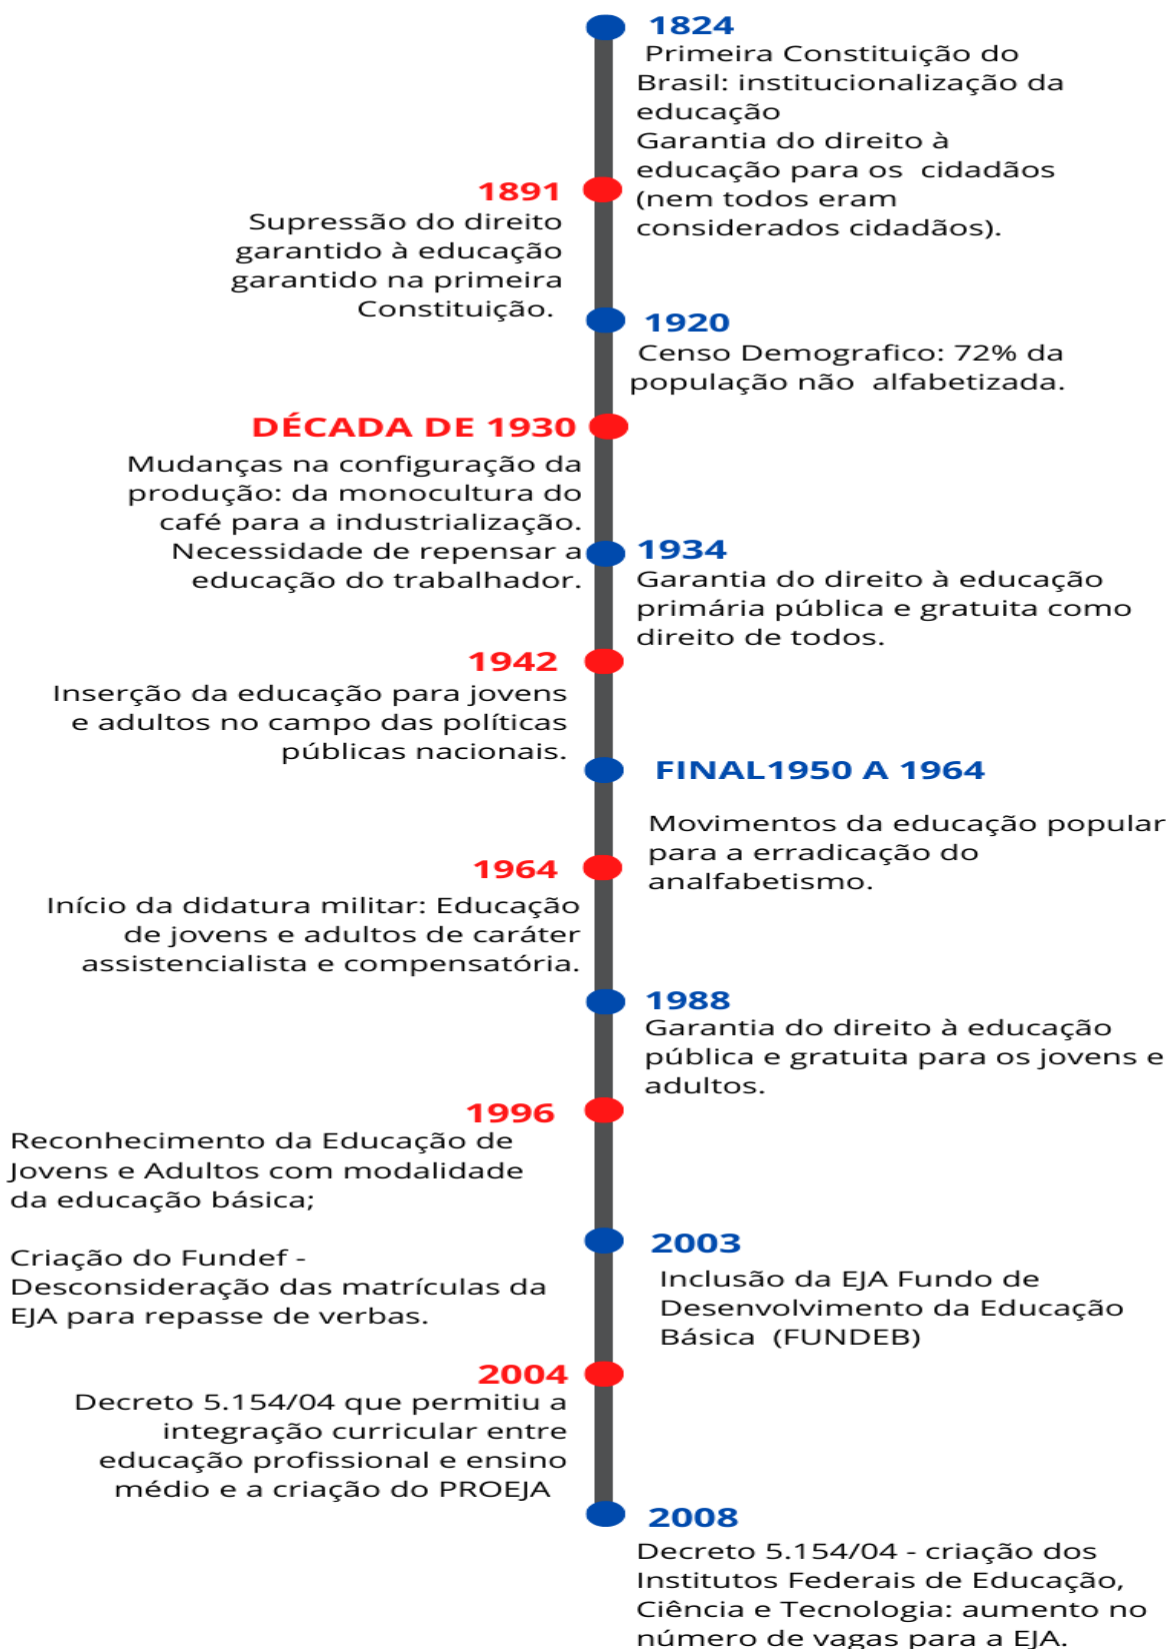 1824
Primeira Constituição do
Brasil: institucionalização da
educação
Garantia do direito à
educação para os cidadãos
(nem todos eram
considerados cidadãos).
1891
Supressão do direito
garantido à educação
garantido na primeira
Constituição.
1920
Censo Demografico: 72% da
população não alfabetizada.
DÉCADA DE 1930
Mudanças na configuração da
produção: da monocultura do
café para a industrialização.
Necessidade de repensar a
educação do trabalhador.
1934
Garantia do direito à educação
primária pública e gratuita como
direito de todos.
1942
Inserção da educação para jovens
e adultos no campo das políticas
públicas nacionais.
FINAL1950 A 1964
Movimentos da educação popular
para a erradicação do
analfabetismo.
1964
Início da didatura militar: Educação
de jovens e adultos de caráter
assistencialista e compensatória.
1988
Garantia do direito à educação
pública e gratuita para os jovens e
adultos.
1996
Reconhecimento da Educação de
Jovens e Adultos com modalidade
da educação básica;
Criação do Fundef -
Desconsideração das matrículas da
EJA para repasse de verbas.
2003
Inclusão da EJA Fundo de
Desenvolvimento da Educação
Básica (FUNDEB)
2004
Decreto 5.154/04 que permitiu a
integração curricular entre
educação profissional e ensino
médio e a criação do PROEJA
2008
Decreto 5.154/04 - criação dos
Institutos Federais de Educação,
Ciência e Tecnologia: aumento no
número de vagas para a EJA.